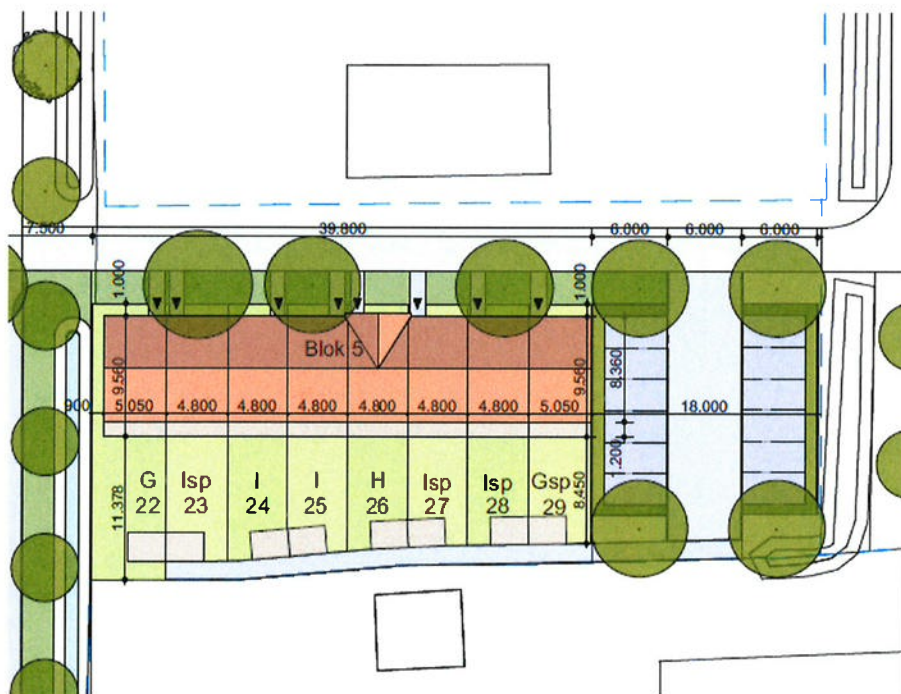 7.500 39.800 6.000 6.000 6.000
1.000 1.000
Blok 5
9.560 9.560 8.360
900 5.050 4.800 4.800 4.800 4.800 4.800 4.800 5.050 18.000
1.200
11.378 8.450
G Isp I I H Isp Isp Gsp
22 23 24 25 26 27 28 29